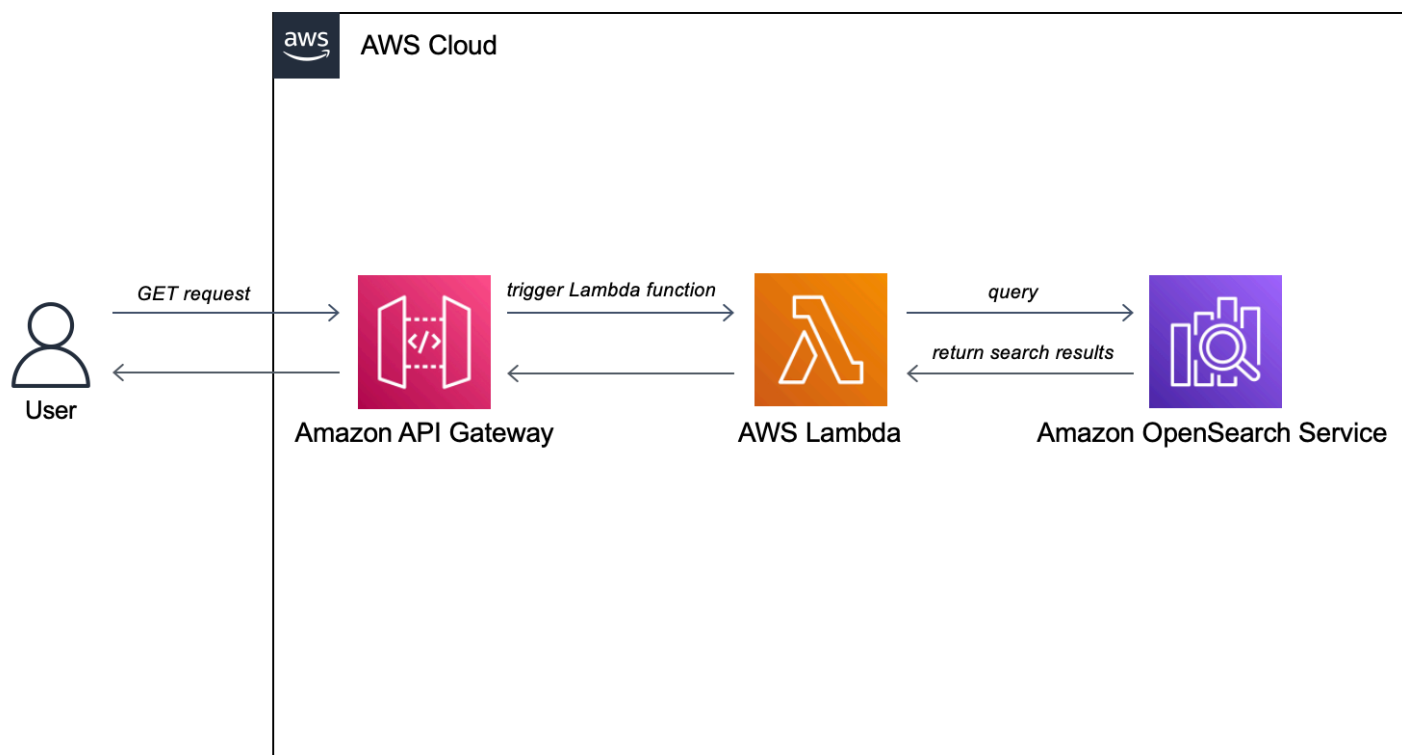 aws
AWS Cloud
GET request
trigger Lambda function
query
return search results
</>
User
Amazon API Gateway
AWS Lambda
Amazon OpenSearch Service